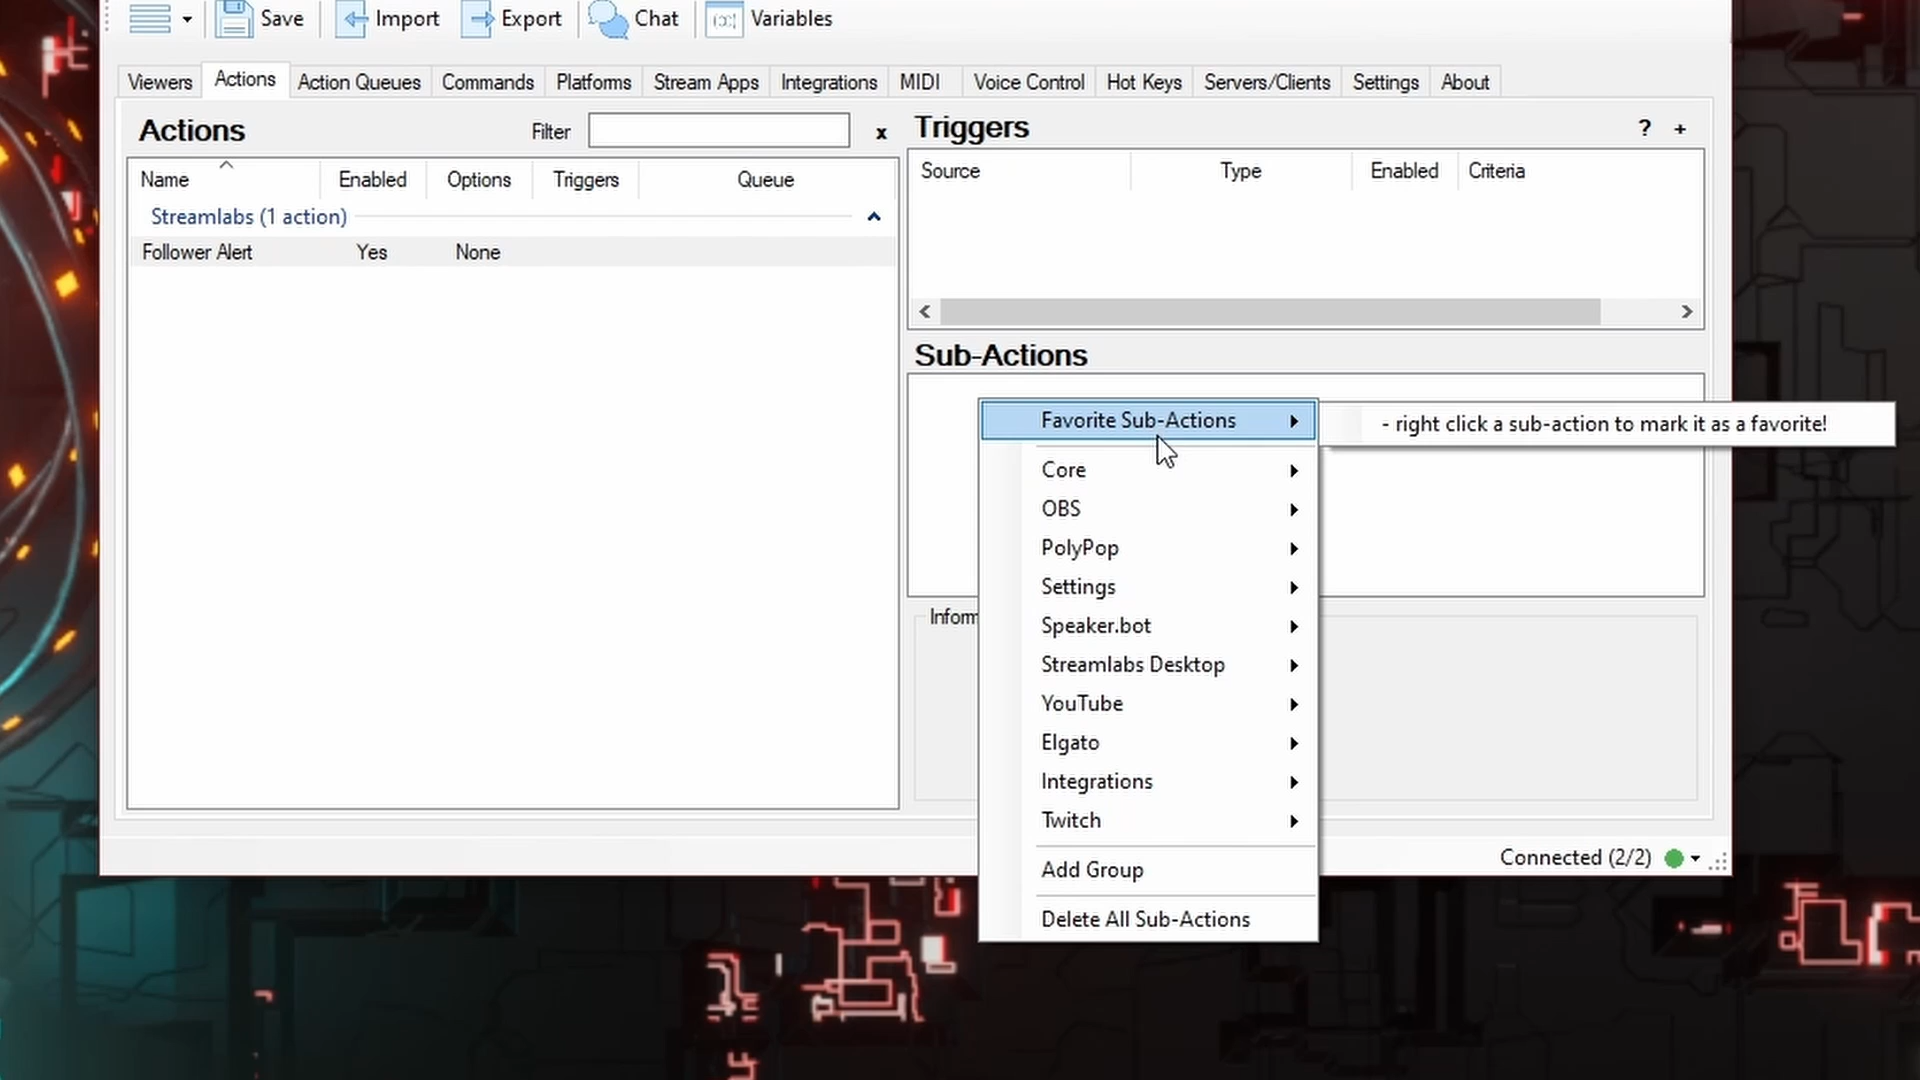 Save
Import
Export
Chat
(x)
Variables
Viewers
Actions
Action Queues
Commands
Platforms
Stream Apps
Integrations
MIDI
Voice Control
Hot Keys
Servers/Clients
Settings
About
Actions
Filter
x
Name
Enabled
Options
Triggers
Queue
Streamlabs (1 action)
Follower Alert
Yes
None
Triggers
?
+
Source
Type
Enabled
Criteria
Sub-Actions
Favorite Sub-Actions
- right click a sub-action to mark it as a favorite!
Core
OBS
PolyPop
Settings
Speaker.bot
Streamlabs Desktop
YouTube
Elgato
Integrations
Twitch
Add Group
Delete All Sub-Actions
Inform
Connected (2/2)